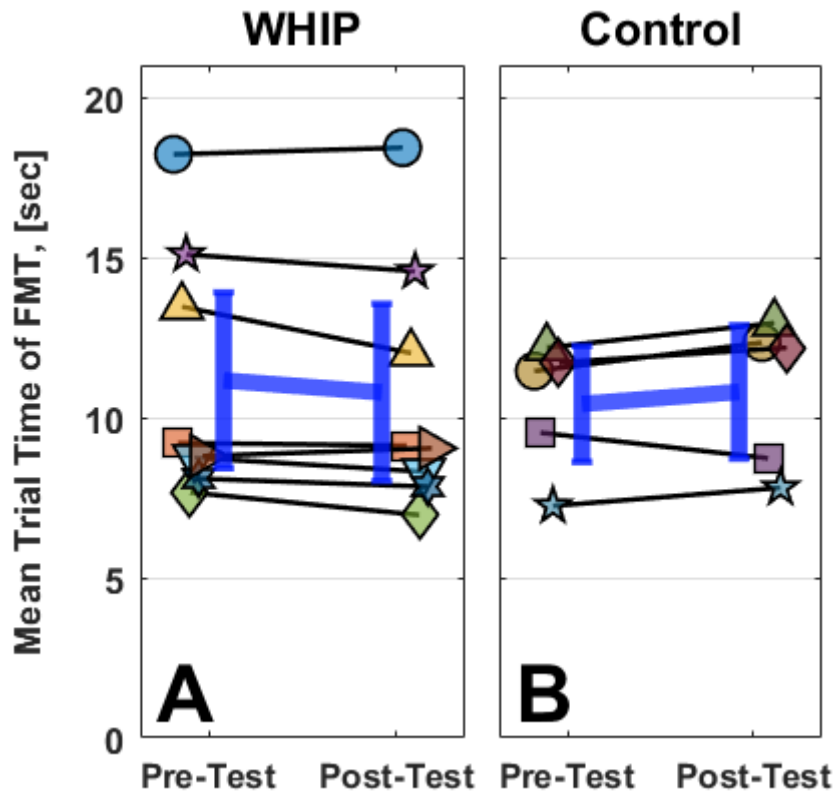 WHIP Control
Mean Trial Time of FMT, [sec]
20
15
10
5
0
A B
Pre-Test Post-Test Pre-Test Post-Test